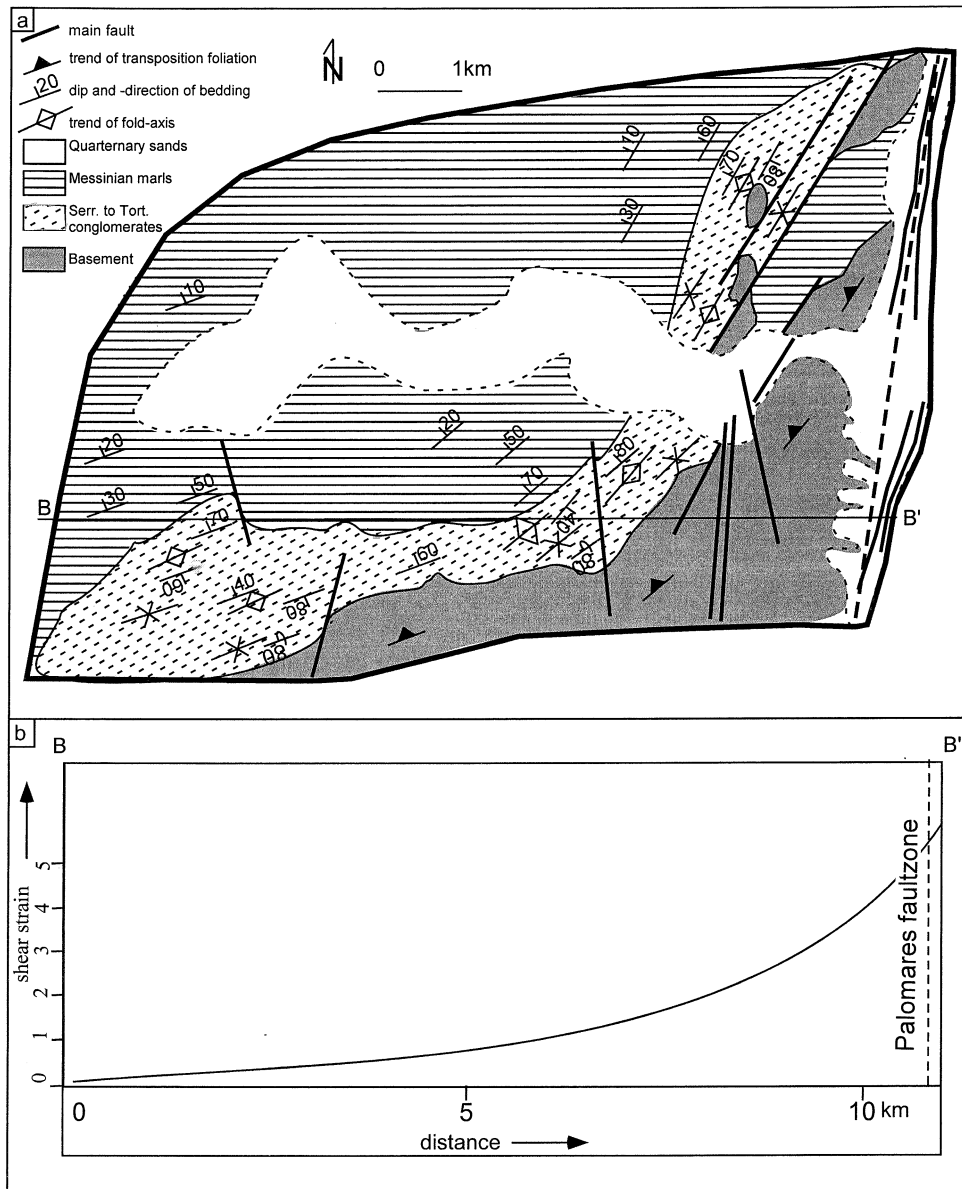 a
main fault
trend of transposition foliation
20 dip and -direction of bedding
trend of fold-axis
Quarternary sands
Messinian marls
Serr. to Tort.
conglomerates
Basement
N
0 1km
10
60
70
80
30
10
20
20
50
80
50
70
30
70
40
B
B'
60
80
60
40
80
80
b
B
B'
shear strain
5
4
3
2
1
0
Palomares faultzone
0
5
10 km
distance